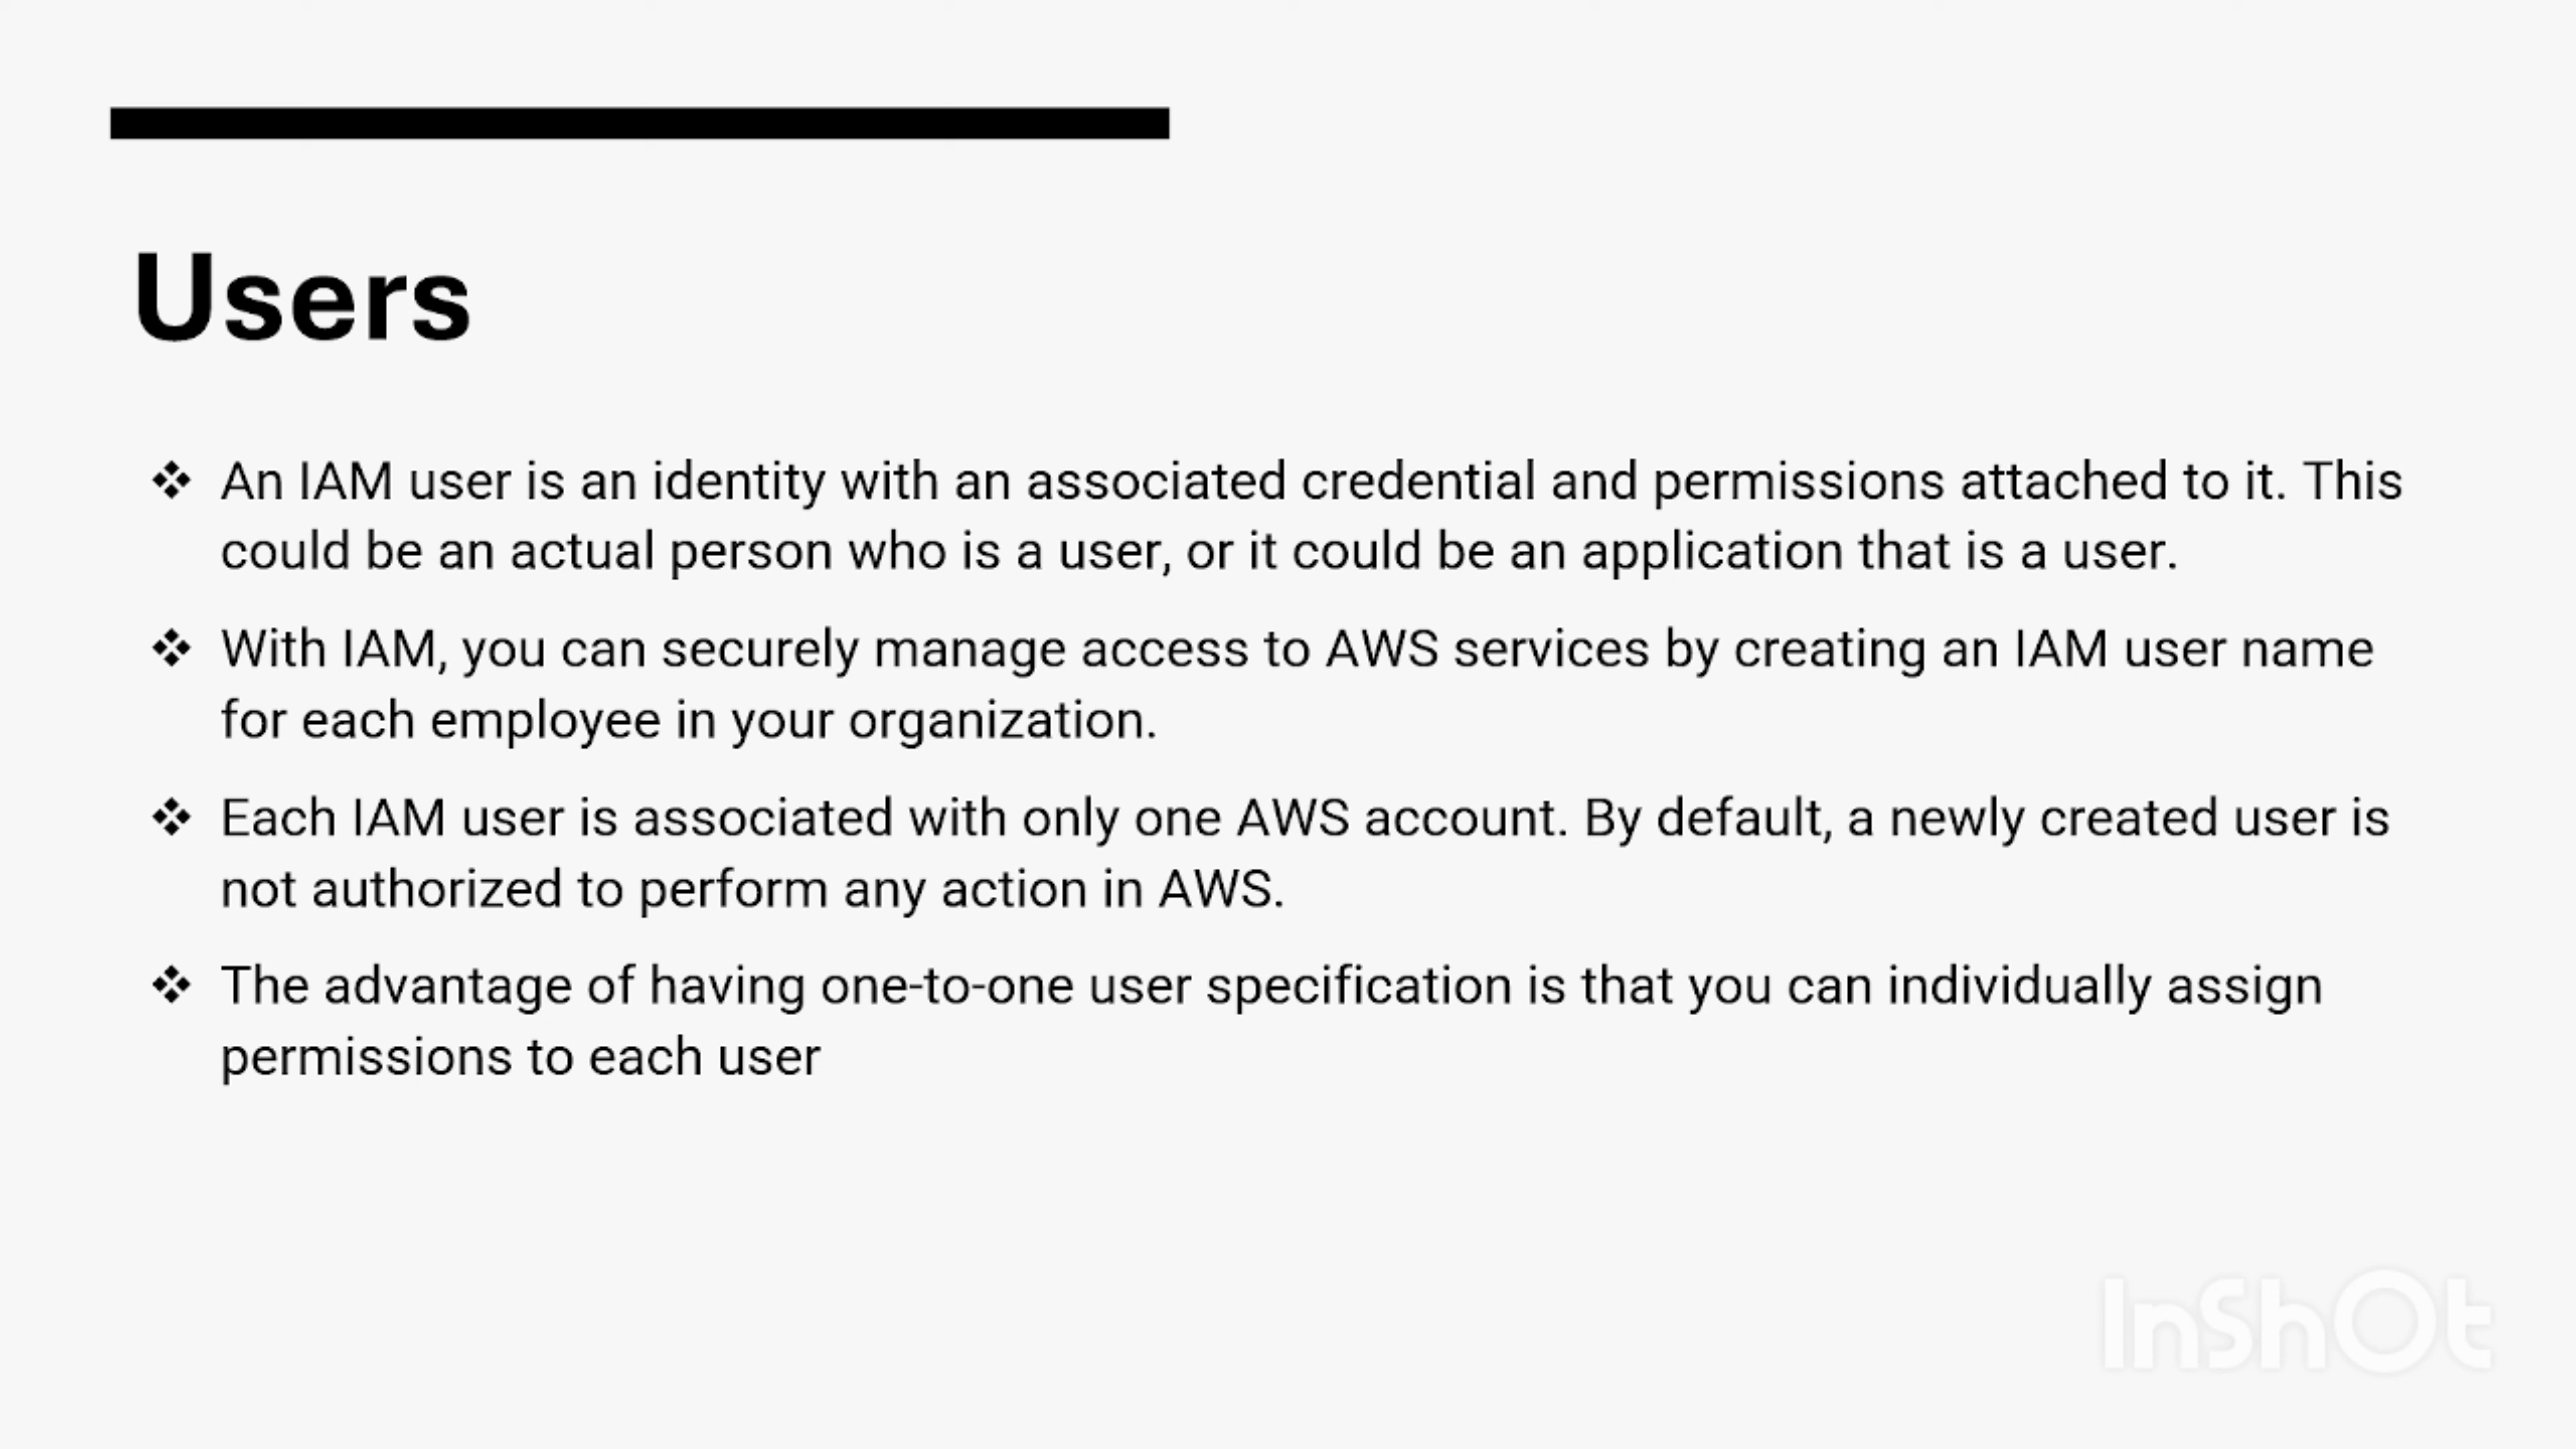 Users
❖ An IAM user is an identity with an associated credential and permissions attached to it. This
could be an actual person who is a user, or it could be an application that is a user.
❖ With IAM, you can securely manage access to AWS services by creating an IAM user name
for each employee in your organization.
❖ Each IAM user is associated with only one AWS account. By default, a newly created user is
not authorized to perform any action in AWS.
❖ The advantage of having one-to-one user specification is that you can individually assign
permissions to each user
InShOt